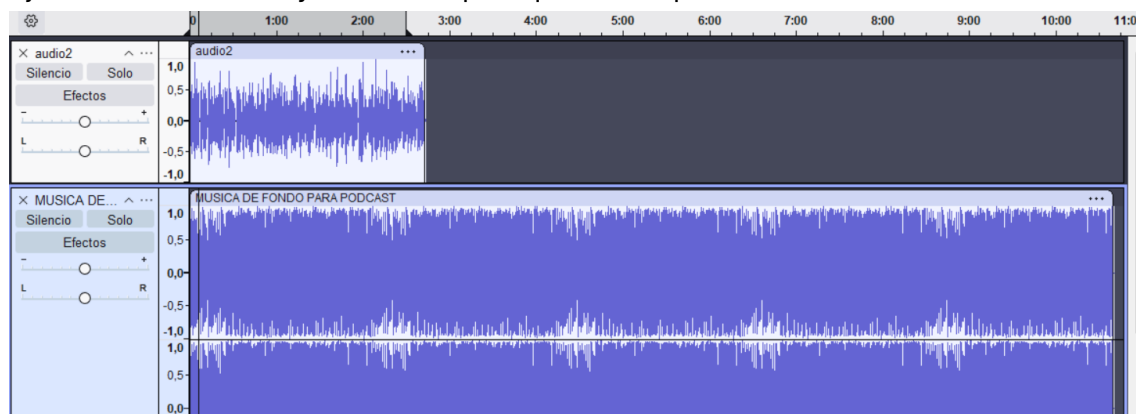 0 1:00 2:00 3:00 4:00 5:00 6:00 7:00 8:00 9:00 10:00 11:0
× audio2 ^ ...
Silencio Solo
Efectos
- +
L R
1,0
0,5-
0,0-
-0,5-
-1,0
audio2 ...
× MUSICA DE... ^ ...
Silencio Solo
Efectos
- +
L R
1,0
0,5-
0,0-
-0,5-
-1,0
1,0
0,5-
0,0-
MUSICA DE FONDO PARA PODCAST ...